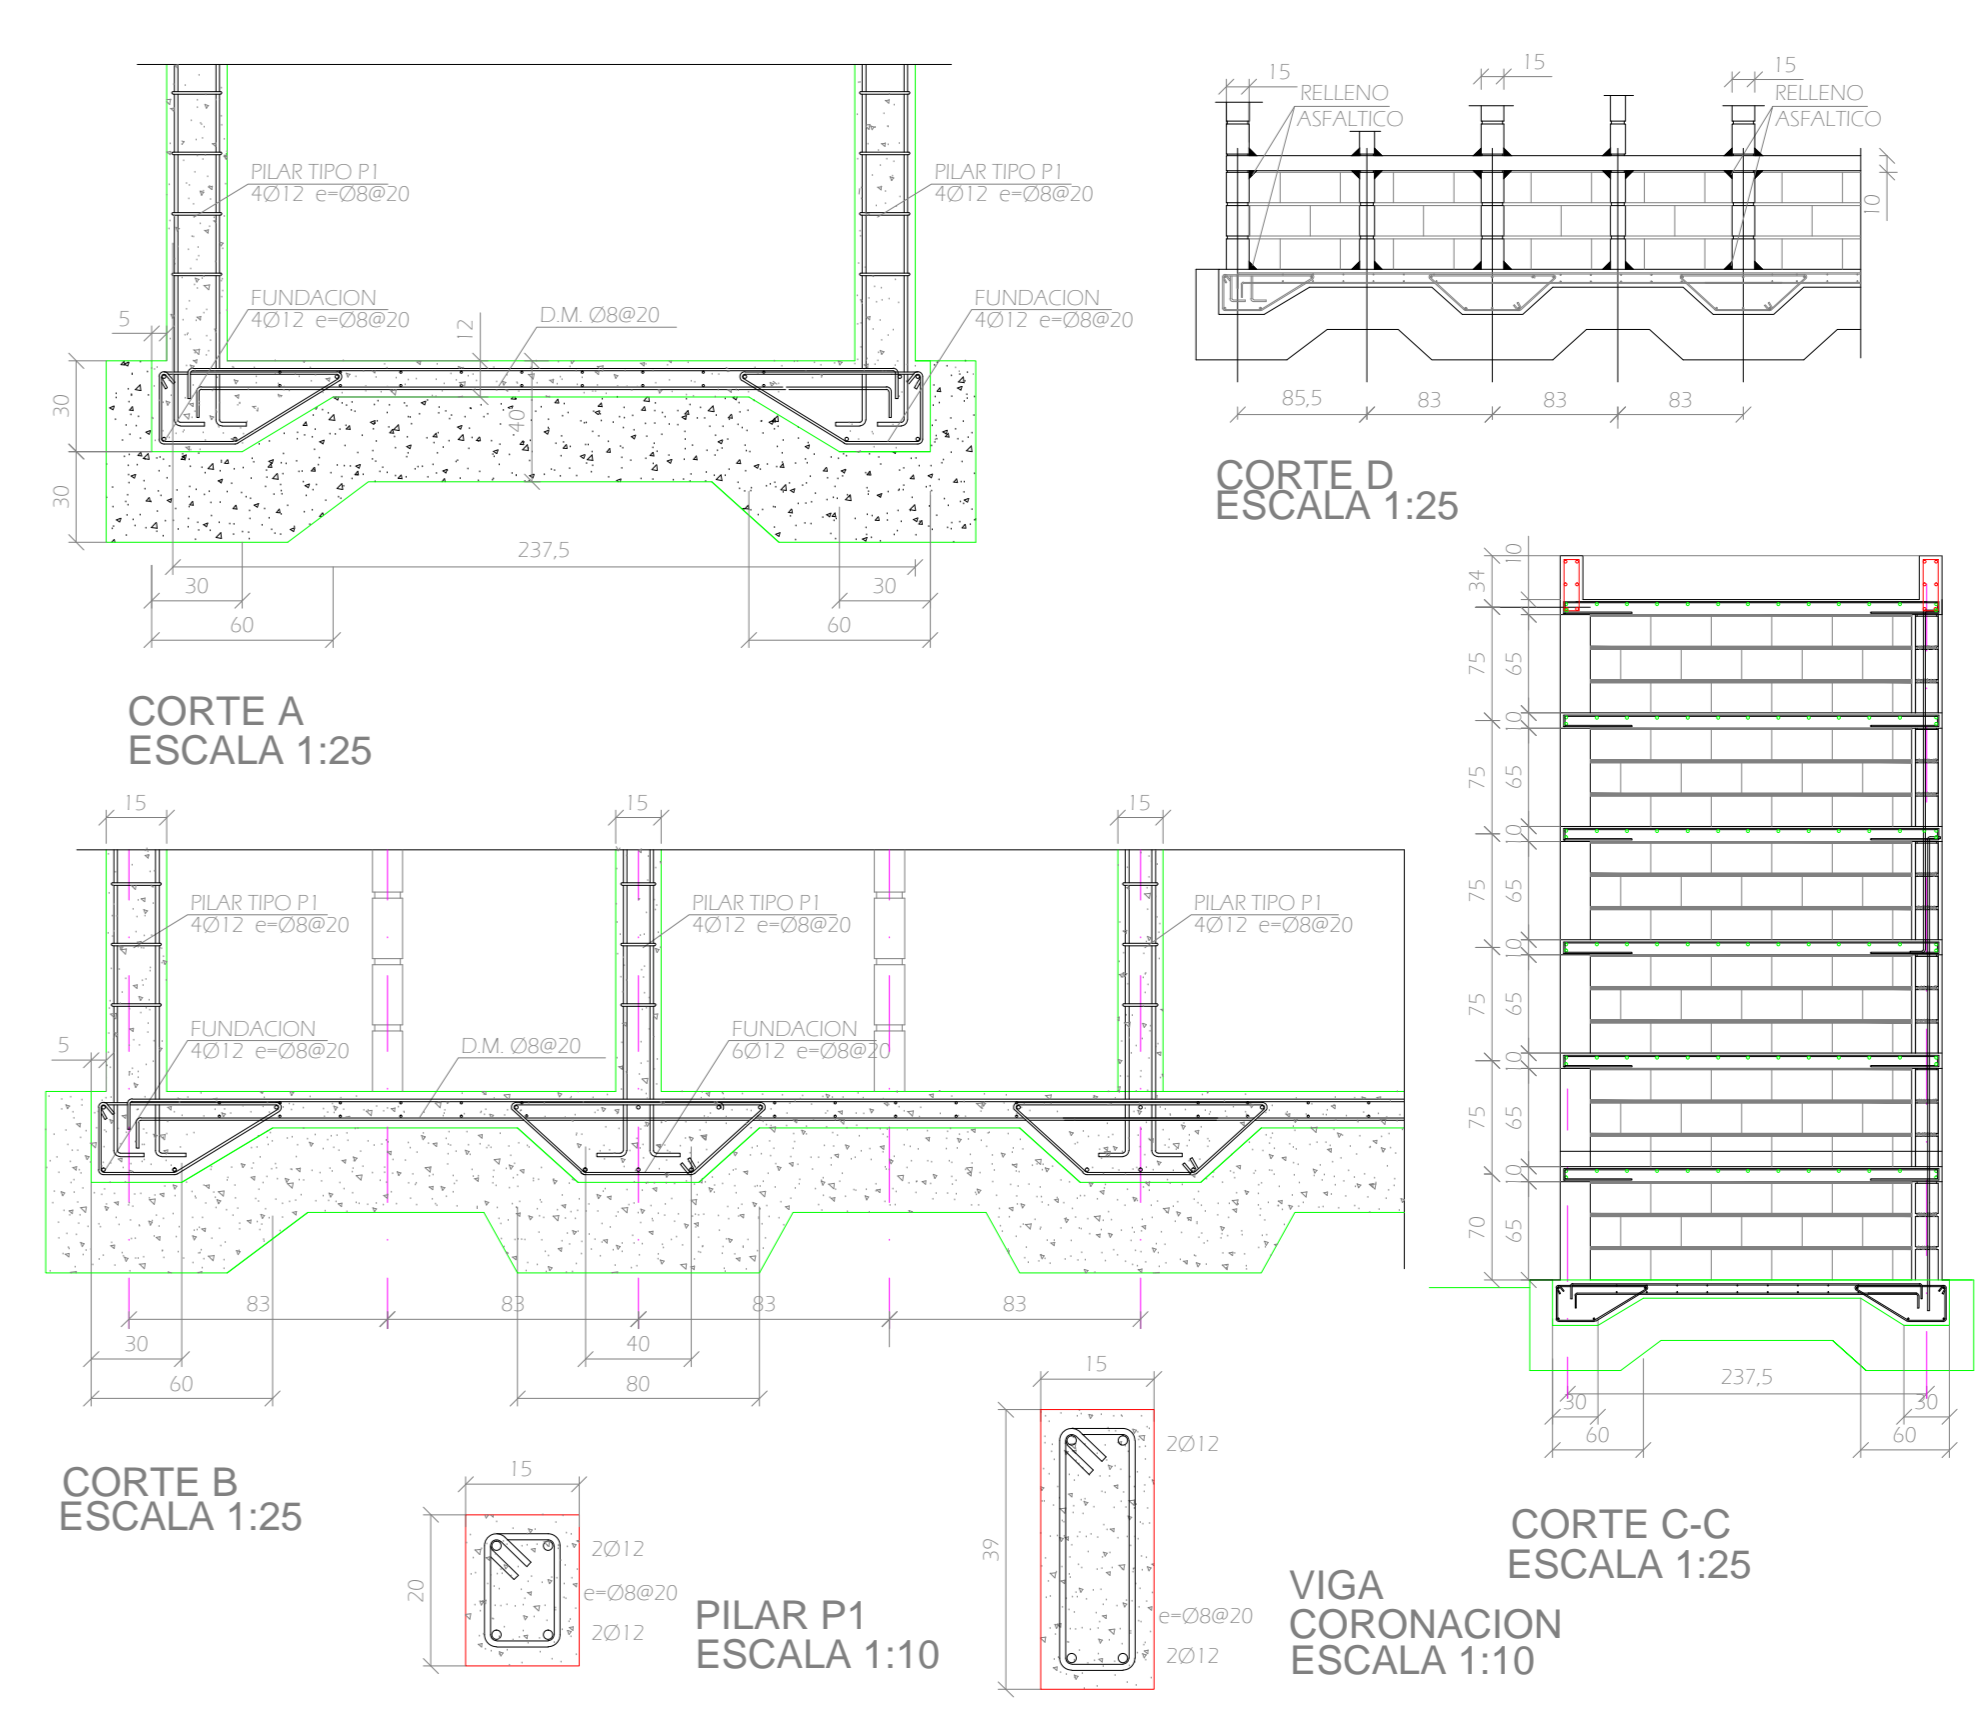 PILAR TIPO P1
4Ø12 e=Ø8@20
PILAR TIPO P1
4Ø12 e=Ø8@20
FUNDACION
4Ø12 e=Ø8@20
D.M. Ø8@20
FUNDACION
4Ø12 e=Ø8@20
5
12
40
30
30
237,5
30
30
60
60
CORTE A
ESCALA 1:25
15
15
15
RELLENO
ASFALTICO
RELLENO
ASFALTICO
10
85,5
83
83
83
CORTE D
ESCALA 1:25
15
15
15
PILAR TIPO P1
4Ø12 e=Ø8@20
PILAR TIPO P1
4Ø12 e=Ø8@20
PILAR TIPO P1
4Ø12 e=Ø8@20
FUNDACION
4Ø12 e=Ø8@20
D.M. Ø8@20
FUNDACION
6Ø12 e=Ø8@20
5
83
83
83
83
30
40
60
80
CORTE B
ESCALA 1:25
34
10
75
65
10
75
65
10
75
65
10
75
65
10
75
65
10
70
65
237,5
30
30
60
60
CORTE C-C
ESCALA 1:25
15
20
2Ø12
e=Ø8@20
2Ø12
PILAR P1
ESCALA 1:10
15
39
2Ø12
e=Ø8@20
2Ø12
VIGA
CORONACION
ESCALA 1:10